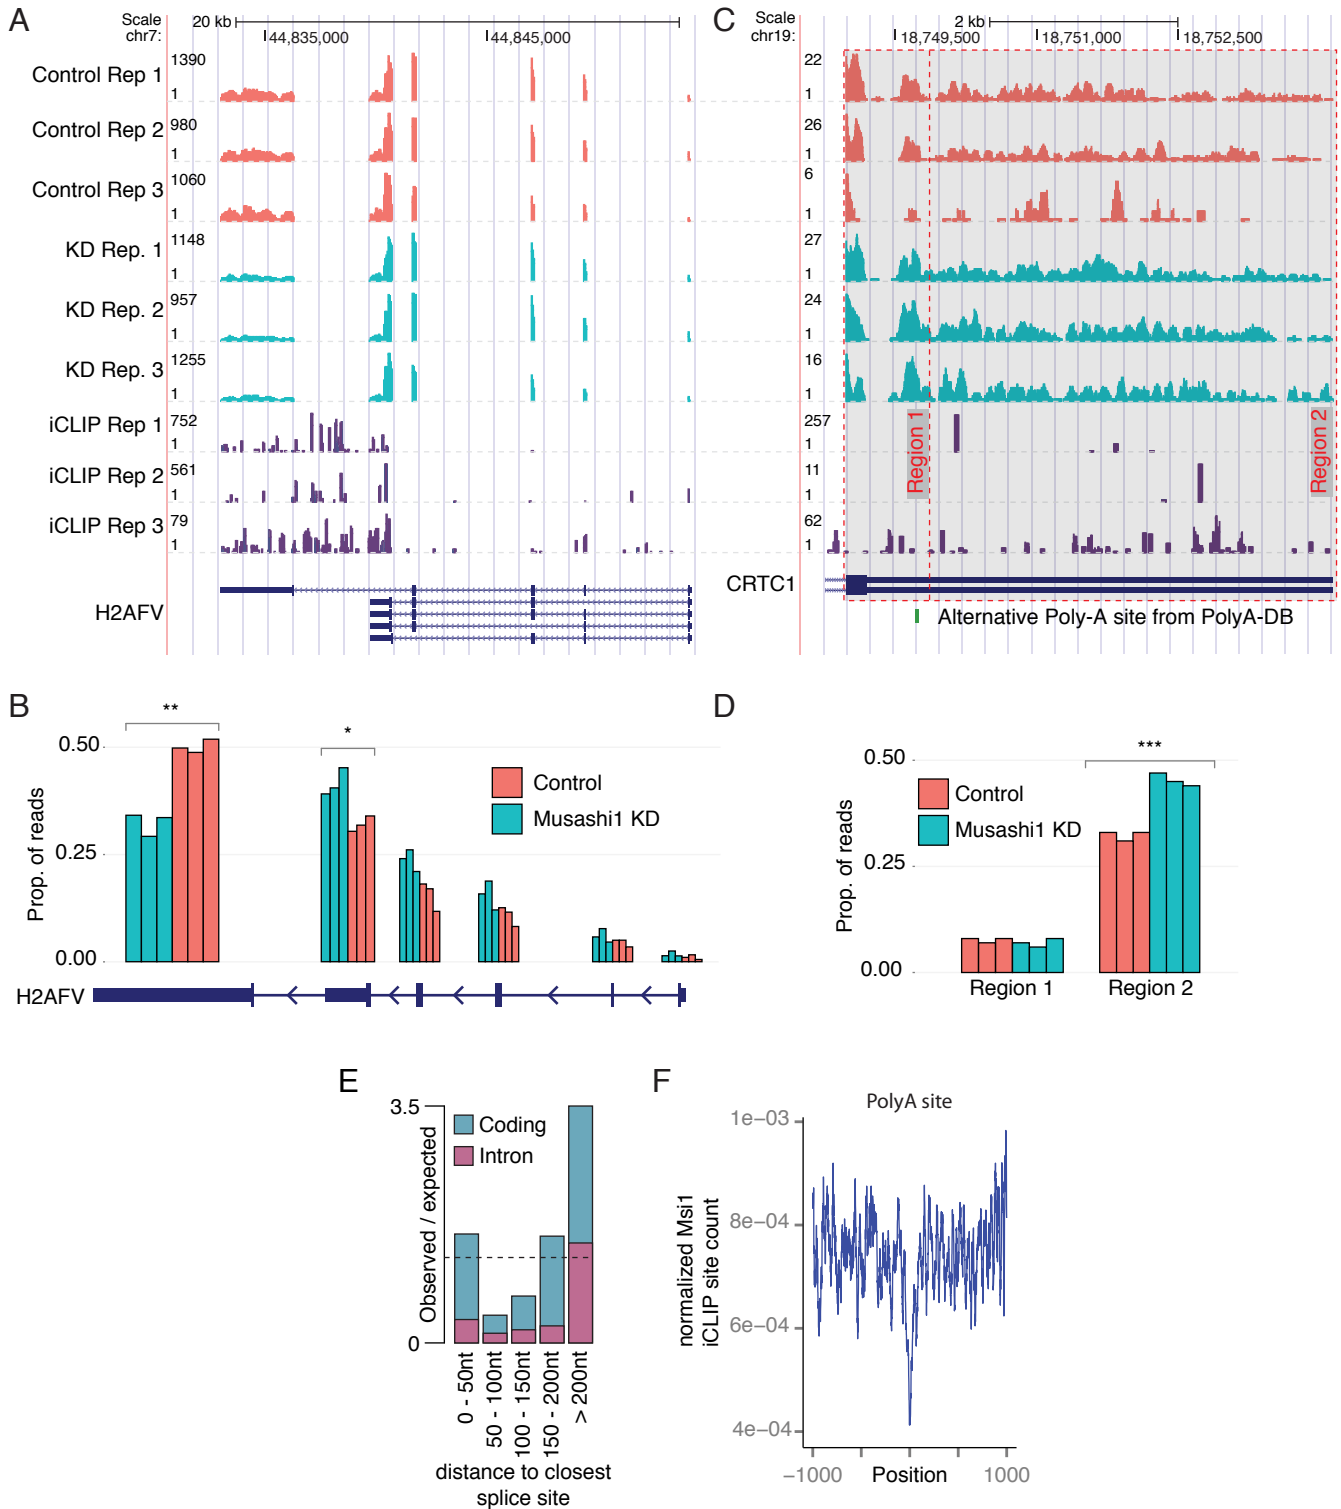 A
Scale
chr7:
20 kb
44,835,000
44,845,000
Control Rep 1
1390
1
Control Rep 2
980
1
Control Rep 3
1060
1
KD Rep. 1
1148
1
KD Rep. 2
957
1
KD Rep. 3
1255
1
iCLIP Rep 1
752
1
iCLIP Rep 2
561
1
iCLIP Rep 3
79
1
H2AFV
C
Scale
chr19:
2 kb
18,749,500
18,751,000
18,752,500
22
1
26
1
6
1
27
1
24
1
16
1
257
1
11
1
62
1
Region 1
Region 2
CRTC1
Alternative Poly-A site from PolyA-DB
B
**
*
0.50
0.25
0.00
Prop. of reads
Control
Musashi1 KD
H2AFV
D
***
0.50
0.25
0.00
Prop. of reads
Control
Musashi1 KD
Region 1
Region 2
E
3.5
0
Observed / expected
Coding
Intron
0 - 50nt
50 - 100nt
100 - 150nt
150 - 200nt
> 200nt
distance to closest
splice site
F
PolyA site
1e−03
8e−04
6e−04
4e−04
normalized Msi1
iCLIP site count
−1000
Position
1000